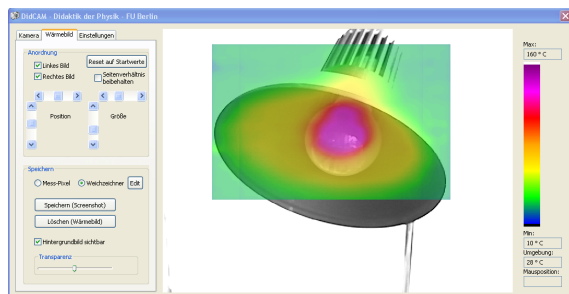 DidCAM - Didaktik der Physik - FU Berlin
Kamera Wärmebild Einstellungen
Anordnung
Linkes Bild
Rechtes Bild
Reset auf Startwerte
Seitenverhältnis
beibehalten
Position Größe
Speichern
Mess-Pixel Weichzeichner Edit
Speichern (Screenshot)
Löschen (Wärmebild)
Hintergrundbild sichtbar
Transparenz
Max:
160 ° C
Min:
10 ° C
Umgebung:
28 ° C
Mausposition: